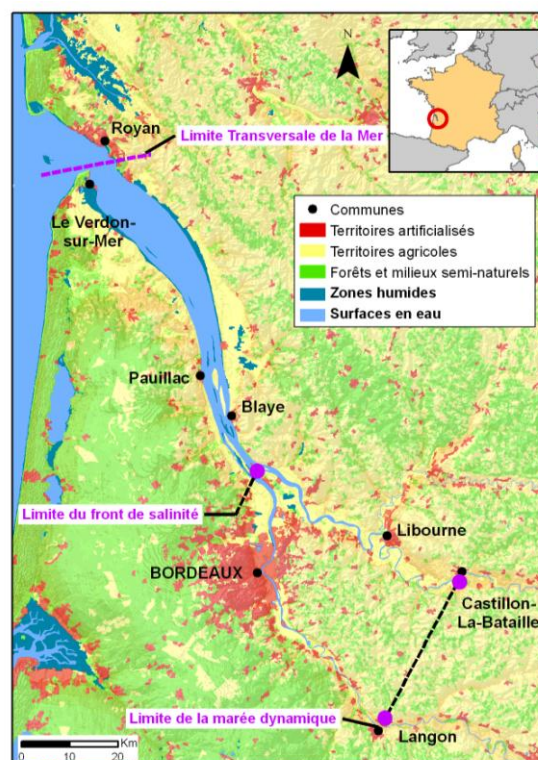 Royan
Limite Transversale de la Mer
Le Verdon-
sur-Mer
Communes
Territoires artificialisés
Territoires agricoles
Forêts et milieux semi-naturels
Zones humides
Surfaces en eau
Pauillac
Blaye
Limite du front de salinité
Libourne
BORDEAUX
Castillon-
La-Bataille
Limite de la marée dynamique
Langon
Km
0 10 20